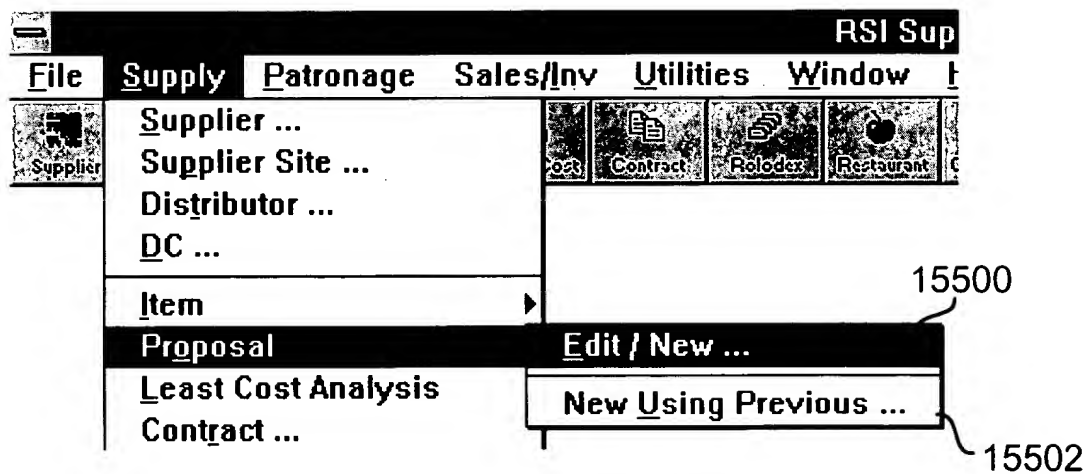 RSI Sup
File Supply Patronage Sales/Inv Utilities Window H
Supplier Cost Contract Rolodex Restaurant
Supplier ...
Supplier Site ...
Distributor ...
DC ...
Item
Proposal
Least Cost Analysis
Contract ...
15500
Edit / New ...
New Using Previous ...
15502